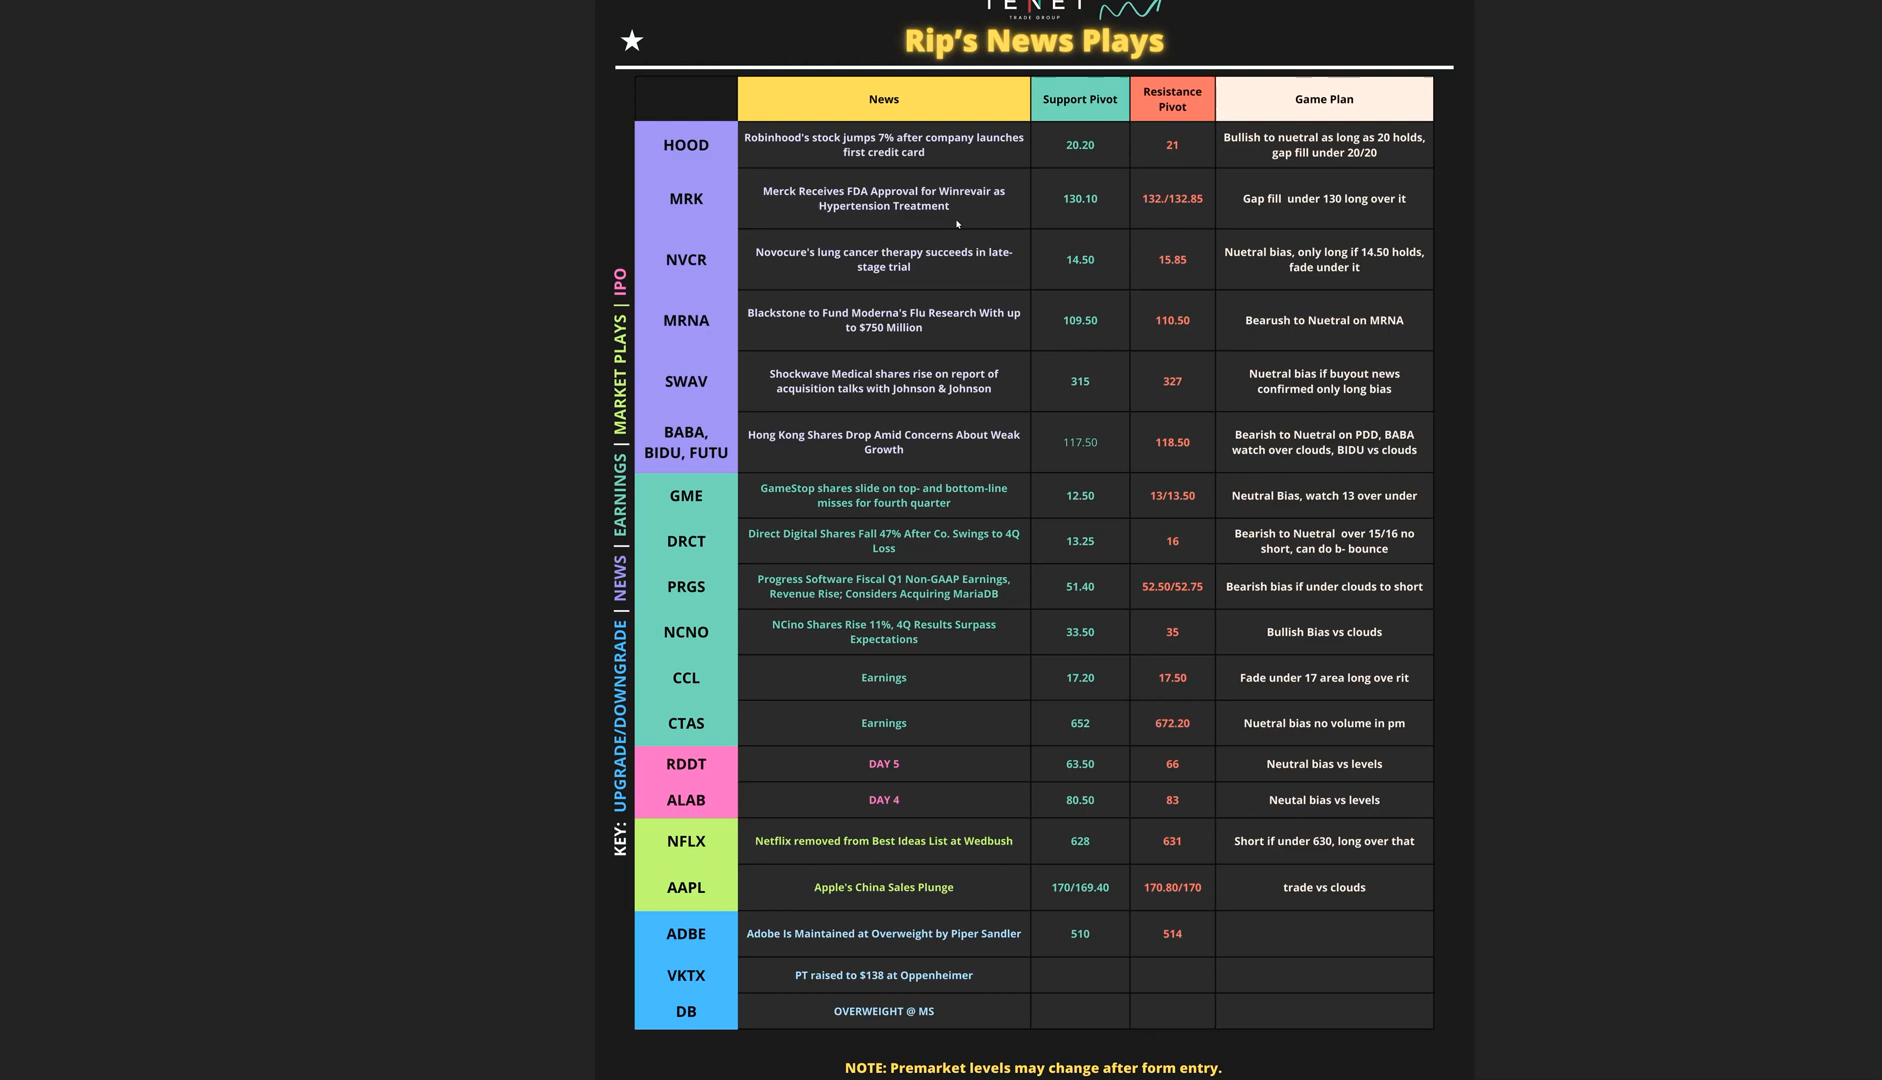 TENET
TRADE GROUP
Rip's News Plays
News
Support Pivot
Resistance
Pivot
Game Plan
HOOD
Robinhood's stock jumps 7% after company launches
first credit card
20.20
21
Bullish to nuetral as long as 20 holds,
gap fill under 20/20
MRK
Merck Receives FDA Approval for Winrevair as
Hypertension Treatment
130.10
132./132.85
Gap fill under 130 long over it
NVCR
Novocure's lung cancer therapy succeeds in late-
stage trial
14.50
15.85
Nuetral bias, only long if 14.50 holds,
fade under it
MRNA
Blackstone to Fund Moderna's Flu Research With up
to $750 Million
109.50
110.50
Bearush to Nuetral on MRNA
SWAV
Shockwave Medical shares rise on report of
acquisition talks with Johnson & Johnson
315
327
Nuetral bias if buyout news
confirmed only long bias
BABA,
BIDU, FUTU
Hong Kong Shares Drop Amid Concerns About Weak
Growth
117.50
118.50
Bearish to Nuetral on PDD, BABA
watch over clouds, BIDU vs clouds
GME
GameStop shares slide on top- and bottom-line
misses for fourth quarter
12.50
13/13.50
Neutral Bias, watch 13 over under
DRCT
Direct Digital Shares Fall 47% After Co. Swings to 4Q
Loss
13.25
16
Bearish to Nuetral over 15/16 no
short, can do b- bounce
PRGS
Progress Software Fiscal Q1 Non-GAAP Earnings,
Revenue Rise; Considers Acquiring MariaDB
51.40
52.50/52.75
Bearish bias if under clouds to short
NCNO
NCino Shares Rise 11%, 4Q Results Surpass
Expectations
33.50
35
Bullish Bias vs clouds
CCL
Earnings
17.20
17.50
Fade under 17 area long ove rit
CTAS
Earnings
652
672.20
Nuetral bias no volume in pm
RDDT
DAY 5
63.50
66
Neutral bias vs levels
ALAB
DAY 4
80.50
83
Neutal bias vs levels
NFLX
Netflix removed from Best Ideas List at Wedbush
628
631
Short if under 630, long over that
AAPL
Apple's China Sales Plunge
170/169.40
170.80/170
trade vs clouds
ADBE
Adobe Is Maintained at Overweight by Piper Sandler
510
514
VKTX
PT raised to $138 at Oppenheimer
DB
OVERWEIGHT @ MS
KEY: UPGRADE/DOWNGRADE | NEWS | EARNINGS | MARKET PLAYS | IPO
NOTE: Premarket levels may change after form entry.